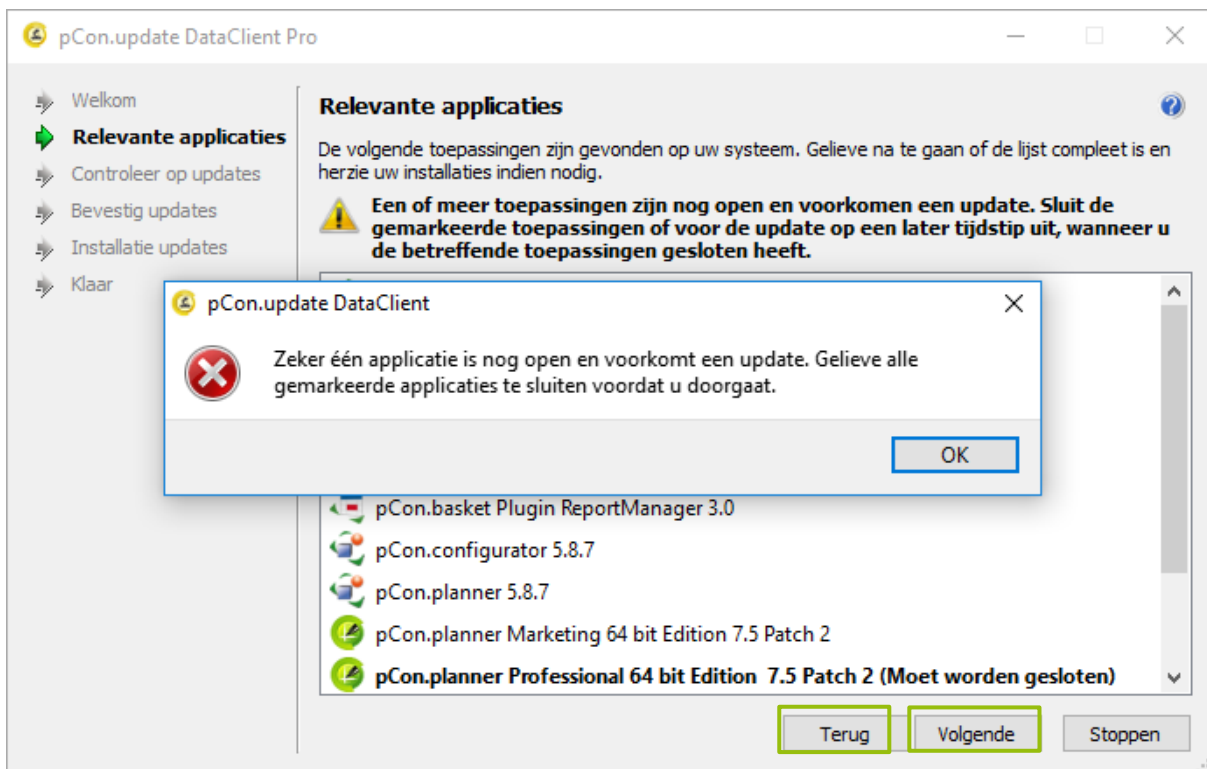 pCon.update DataClient Pro
Welkom
Relevante applicaties
Controleer op updates
Bevestig updates
Installatie updates
Klaar
Relevante applicaties
De volgende toepassingen zijn gevonden op uw systeem. Gelieve na te gaan of de lijst compleet is en
herzie uw installaties indien nodig.
Een of meer toepassingen zijn nog open en voorkomen een update. Sluit de
gemarkeerde toepassingen of voor de update op een later tijdstip uit, wanneer u
de betreffende toepassingen gesloten heeft.
pCon.update DataClient
Zeker één applicatie is nog open en voorkomt een update. Gelieve alle
gemarkeerde applicaties te sluiten voordat u doorgaat.
OK
pCon.basket Plugin ReportManager 3.0
pCon.configurator 5.8.7
pCon.planner 5.8.7
pCon.planner Marketing 64 bit Edition 7.5 Patch 2
pCon.planner Professional 64 bit Edition 7.5 Patch 2 (Moet worden gesloten)
Terug
Volgende
Stoppen